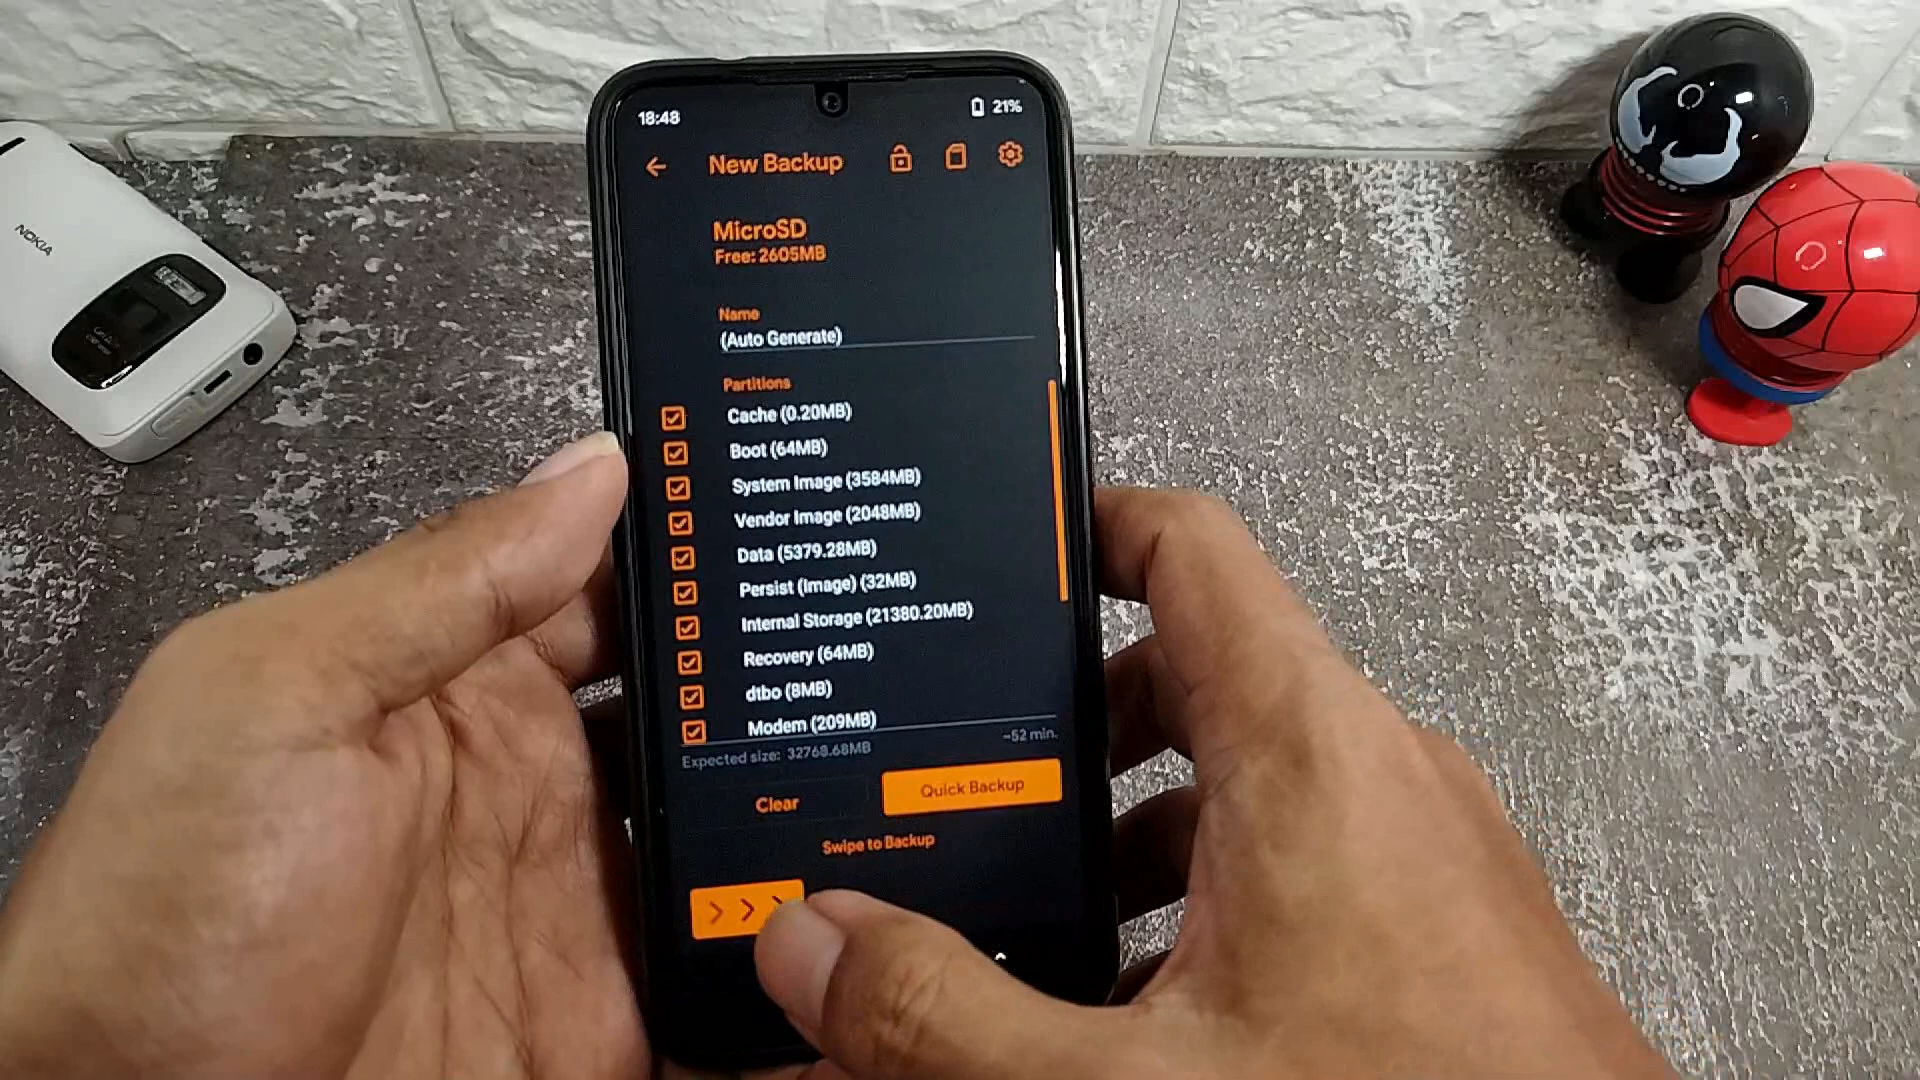 18:48
21%
New Backup
MicroSD
Free: 2605MB
Name
(Auto Generate)
Partitions
Cache (0.20MB)
Boot (64MB)
System Image (3584MB)
Vendor Image (2048MB)
Data (5379.28MB)
Persist (Image) (32MB)
Internal Storage (21380.20MB)
Recovery (64MB)
dtbo (8MB)
Modem (209MB)
Expected size: 32768.68MB
~52 min.
Clear
Quick Backup
Swipe to Backup
NOKIA